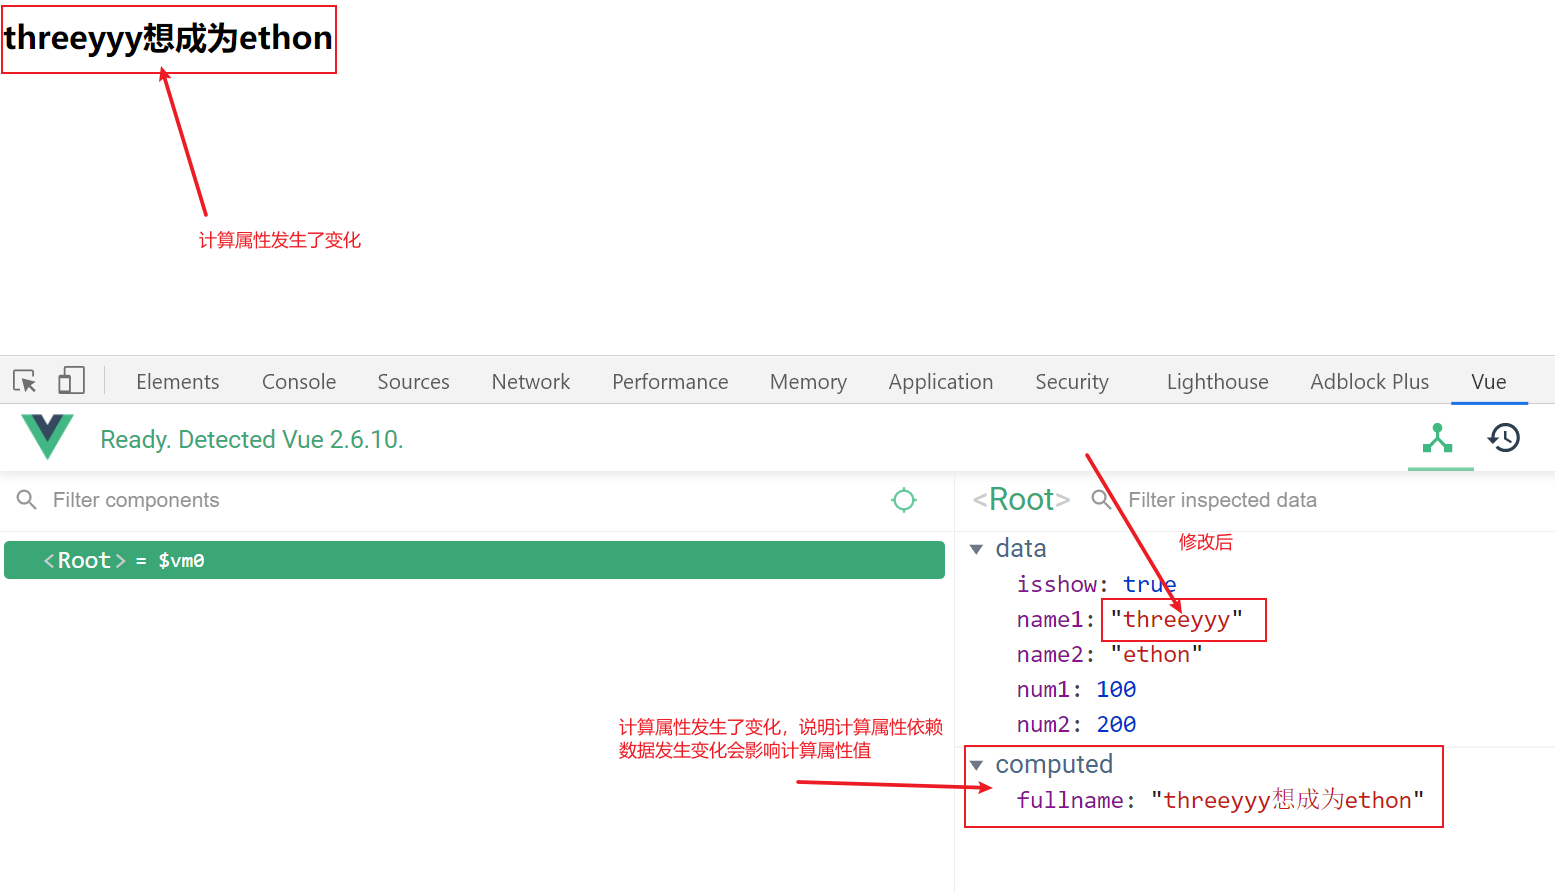 threeyyy想成为ethon
计算属性发生了变化
Elements Console Sources Network Performance Memory Application Security Lighthouse Adblock Plus Vue
Ready. Detected Vue 2.6.10.
Filter components
<Root> Filter inspected data
<Root> = $vm0
data
修改后
isshow: true
name1: "threeyyy"
name2: "ethon"
num1: 100
num2: 200
计算属性发生了变化，说明计算属性依赖
数据发生变化会影响计算属性值
computed
fullname: "threeyyy想成为ethon"